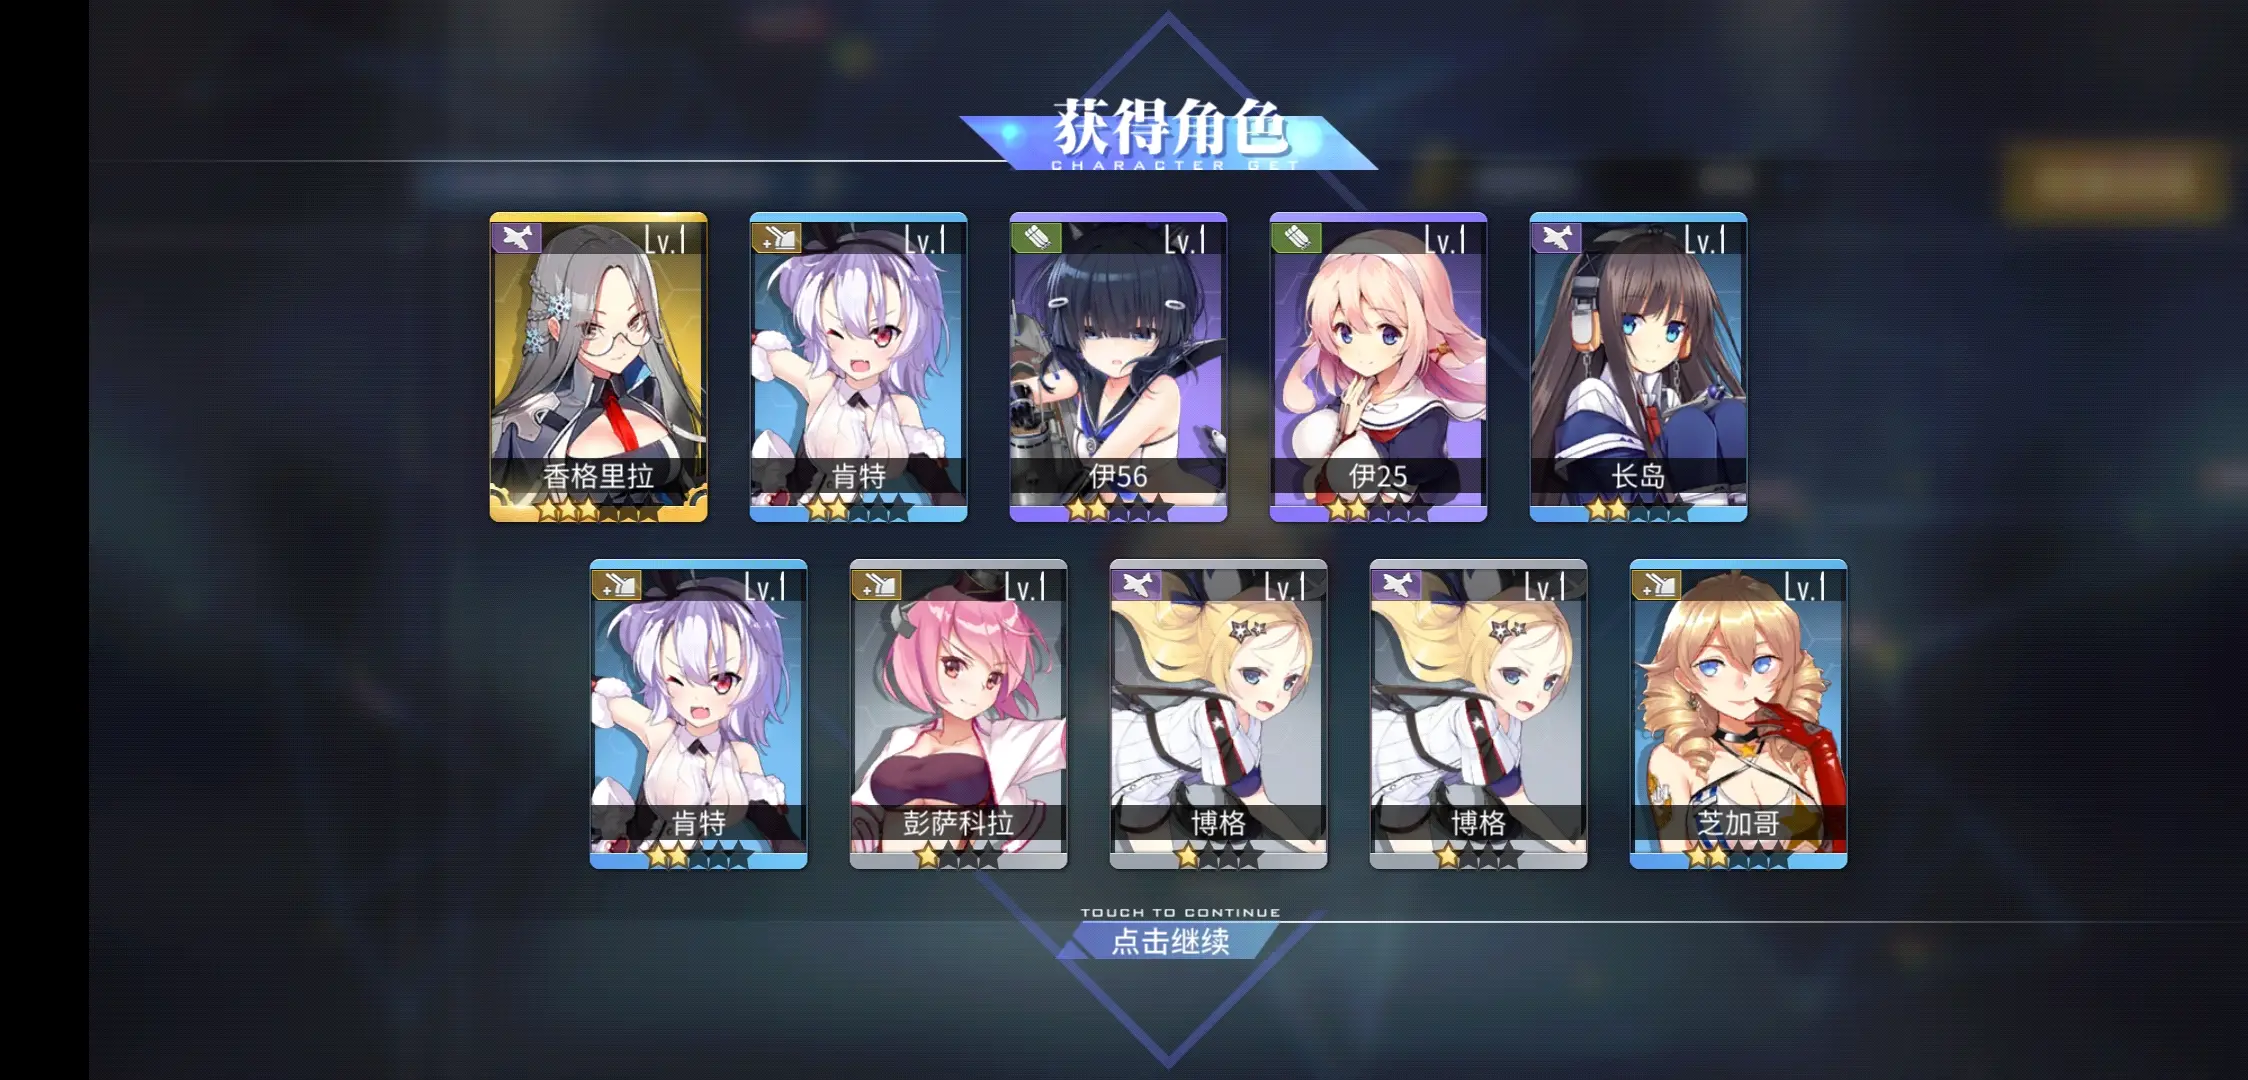 获得角色
CHARACTER GET
Lv.1 Lv.1 Lv.1 Lv.1 Lv.1
香格里拉 肯特 伊56 伊25 长岛
Lv.1 Lv.1 Lv.1 Lv.1 Lv.1
肯特 彭萨科拉 博格 博格 芝加哥
TOUCH TO CONTINUE
点击继续